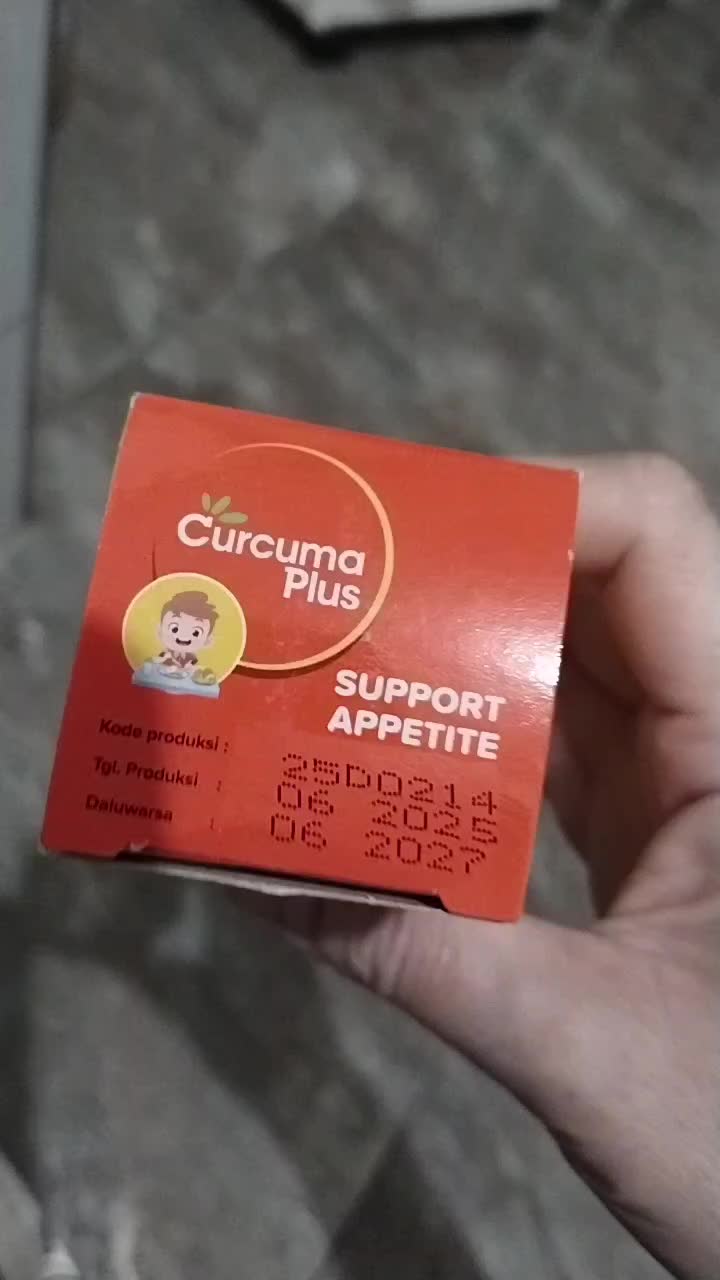 Curcuma
Plus
SUPPORT
APPETITE
Kode produksi : 25D0214
Tgl. Produksi : 06 2025
Daluwarsa : 06 2027